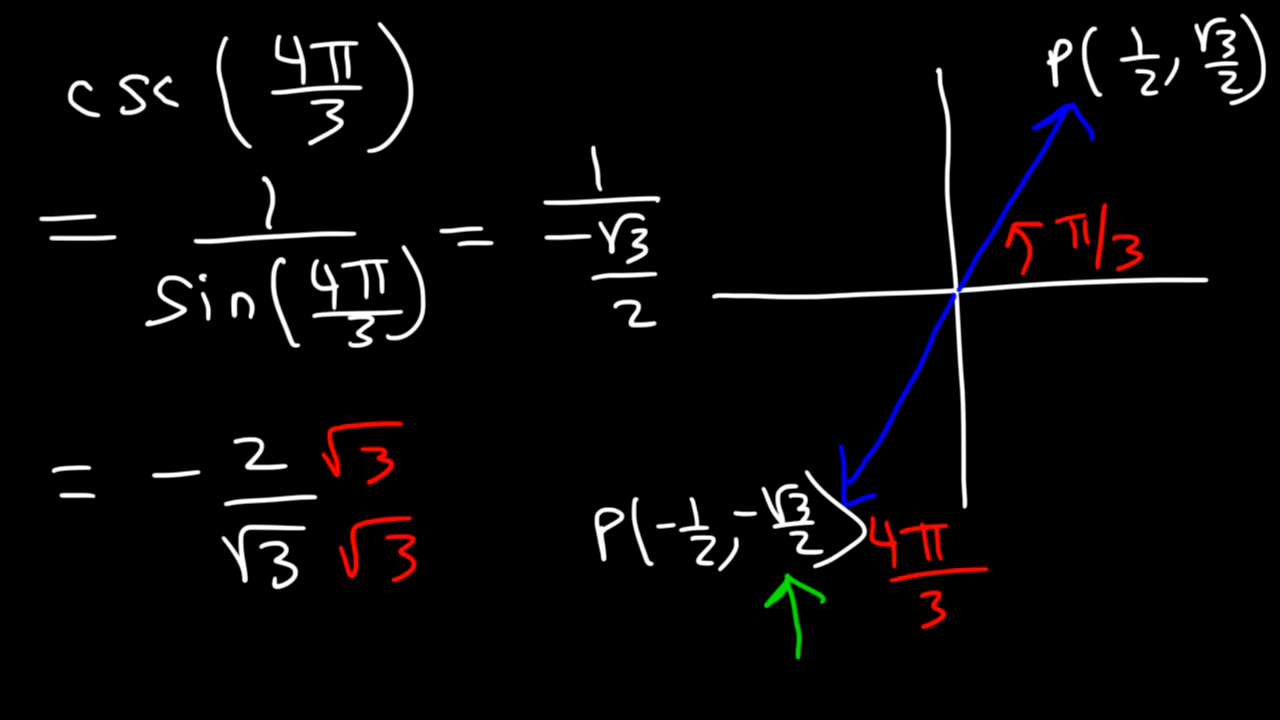 csc(4π/3)
= 1/sin(4π/3) = 1/(-√3/2)
= - 2√3/√3√3
P(1/2, √3/2)
π/3
P(-1/2, -√3/2)
4π/3